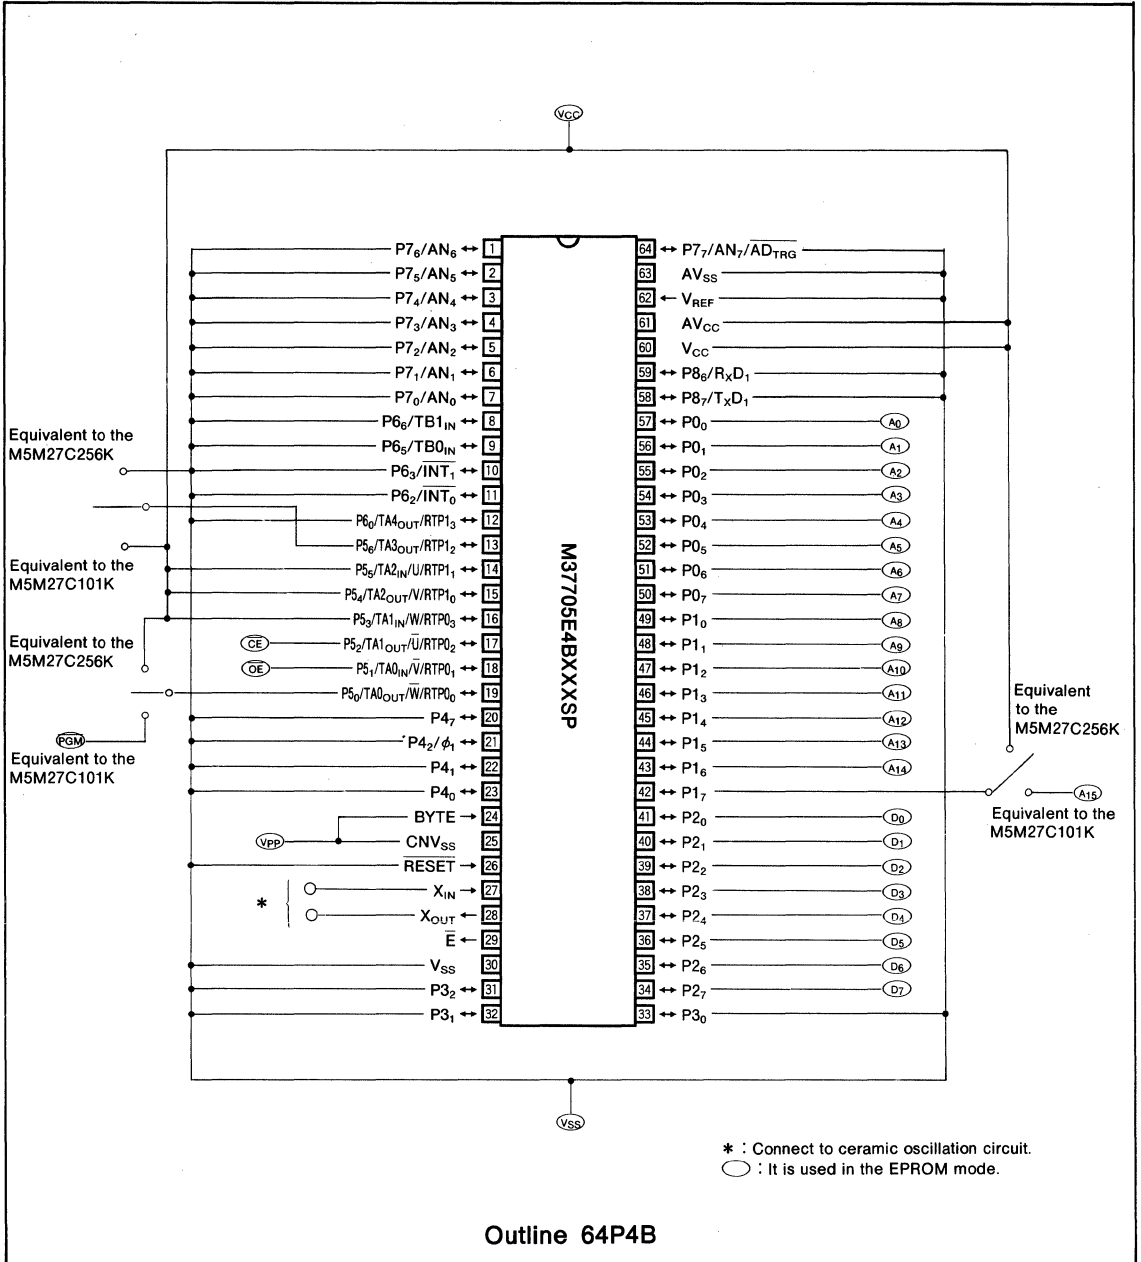 VCC
P7₆/AN₆ ↔ 1
P7₅/AN₅ ↔ 2
P7₄/AN₄ ↔ 3
P7₃/AN₃ ↔ 4
P7₂/AN₂ ↔ 5
P7₁/AN₁ ↔ 6
P7₀/AN₀ ↔ 7
P6₆/TB1IN ↔ 8
P6₅/TB0IN ↔ 9
P6₃/INT₁ ↔ 10
P6₂/INT₀ ↔ 11
P6₀/TA4OUT/RTP1₃ ↔ 12
P5₆/TA3OUT/RTP1₂ ↔ 13
P5₅/TA2IN/U/RTP1₁ ↔ 14
P5₄/TA2OUT/V/RTP1₀ ↔ 15
P5₃/TA1IN/W/RTP0₃ ↔ 16
CE P5₂/TA1OUT/U̅/RTP0₂ ↔ 17
OE P5₁/TA0IN/V̅/RTP0₁ ↔ 18
P5₀/TA0OUT/W̅/RTP0₀ ↔ 19
P4₇ ↔ 20
P4₂/ϕ₁ ↔ 21
P4₁ ↔ 22
P4₀ ↔ 23
BYTE → 24
VPP CNVSS 25
RESET → 26
XIN → 27
* XOUT ← 28
E̅ ← 29
VSS 30
P3₂ ↔ 31
P3₁ ↔ 32
Equivalent to the
M5M27C256K
Equivalent to the
M5M27C101K
Equivalent to the
M5M27C256K
PGM
Equivalent to the
M5M27C101K
M37705E4BXXXSP
64 ↔ P7₇/AN₇/ADTRG
63 AVSS
62 ← VREF
61 AVCC
60 VCC
59 ↔ P8₆/RXD₁
58 ↔ P8₇/TXD₁
57 ↔ P0₀ A0
56 ↔ P0₁ A1
55 ↔ P0₂ A2
54 ↔ P0₃ A3
53 ↔ P0₄ A4
52 ↔ P0₅ A5
51 ↔ P0₆ A6
50 ↔ P0₇ A7
49 ↔ P1₀ A8
48 ↔ P1₁ A9
47 ↔ P1₂ A10
46 ↔ P1₃ A11
45 ↔ P1₄ A12
44 ↔ P1₅ A13
43 ↔ P1₆ A14
42 ↔ P1₇ A15
41 ↔ P2₀ D0
40 ↔ P2₁ D1
39 ↔ P2₂ D2
38 ↔ P2₃ D3
37 ↔ P2₄ D4
36 ↔ P2₅ D5
35 ↔ P2₆ D6
34 ↔ P2₇ D7
33 ↔ P3₀
Equivalent
to the
M5M27C256K
Equivalent to the
M5M27C101K
VSS
* : Connect to ceramic oscillation circuit.
: It is used in the EPROM mode.
Outline 64P4B